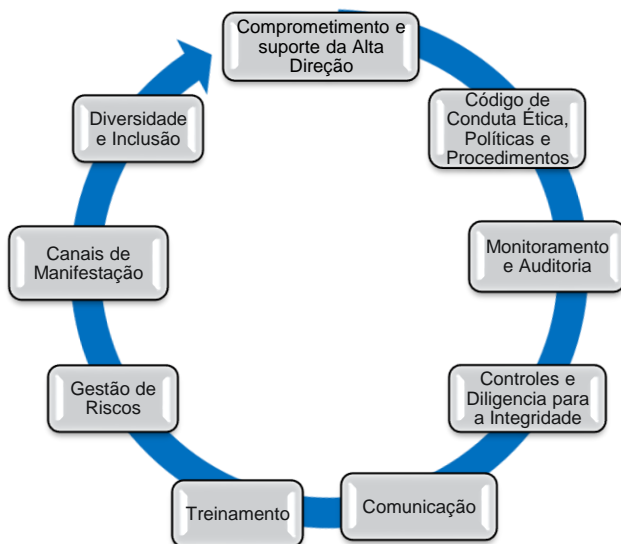 Comprometimento e
suporte da Alta
Direção
Código de
Conduta Ética,
Políticas e
Procedimentos
Monitoramento
e Auditoria
Controles e
Diligencia para
a Integridade
Comunicação
Treinamento
Gestão de
Riscos
Canais de
Manifestação
Diversidade
e Inclusão